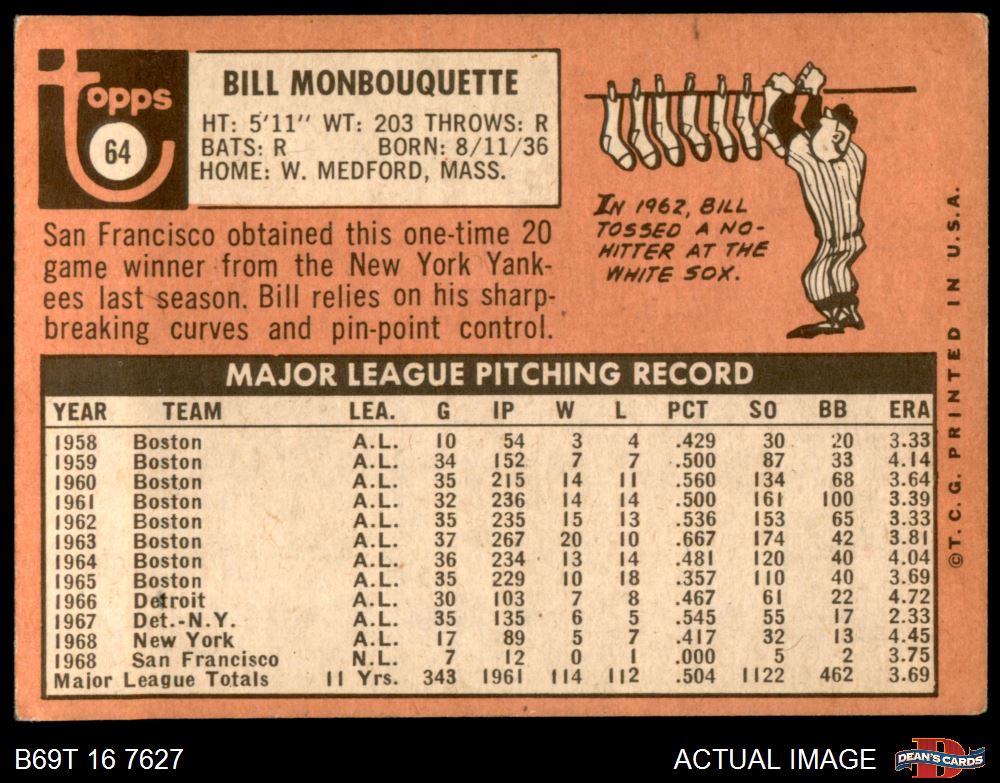 Topps
64
BILL MONBOUQUETTE
HT: 5'11" WT: 203 THROWS: R
BATS: R BORN: 8/11/36
HOME: W. MEDFORD, MASS.
San Francisco obtained this one-time 20
game winner from the New York Yank-
ees last season. Bill relies on his sharp-
breaking curves and pin-point control.
IN 1962, BILL
TOSSED A NO-
HITTER AT THE
WHITE SOX.
MAJOR LEAGUE PITCHING RECORD
YEAR TEAM LEA. G IP W L PCT SO BB ERA
1958 Boston A.L. 10 54 3 4 .429 30 20 3.33
1959 Boston A.L. 34 152 7 7 .500 87 33 4.14
1960 Boston A.L. 35 215 14 11 .560 134 68 3.64
1961 Boston A.L. 32 236 14 14 .500 161 100 3.39
1962 Boston A.L. 35 235 15 13 .536 153 65 3.33
1963 Boston A.L. 37 267 20 10 .667 174 42 3.81
1964 Boston A.L. 36 234 13 14 .481 120 40 4.04
1965 Boston A.L. 35 229 10 18 .357 110 40 3.69
1966 Detroit A.L. 30 103 7 8 .467 61 22 4.72
1967 Det.-N.Y. A.L. 35 135 6 5 .545 55 17 2.33
1968 New York A.L. 17 89 5 7 .417 32 13 4.45
1968 San Francisco N.L. 7 12 0 1 .000 5 2 3.75
Major League Totals 11 Yrs. 343 1961 114 112 .504 1122 462 3.69
©T.C.G. PRINTED IN U.S.A.
B69T 16 7627
ACTUAL IMAGE
DEAN'S CARDS